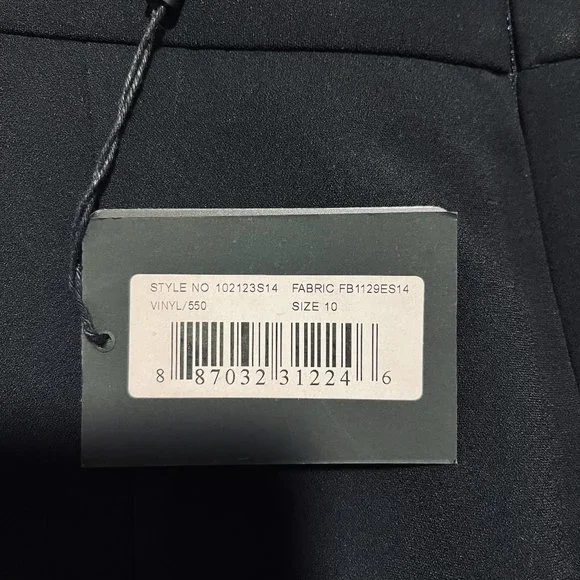 STYLE NO 102123S14 FABRIC FB1129ES14
VINYL/550 SIZE 10
8 87032 31224 6